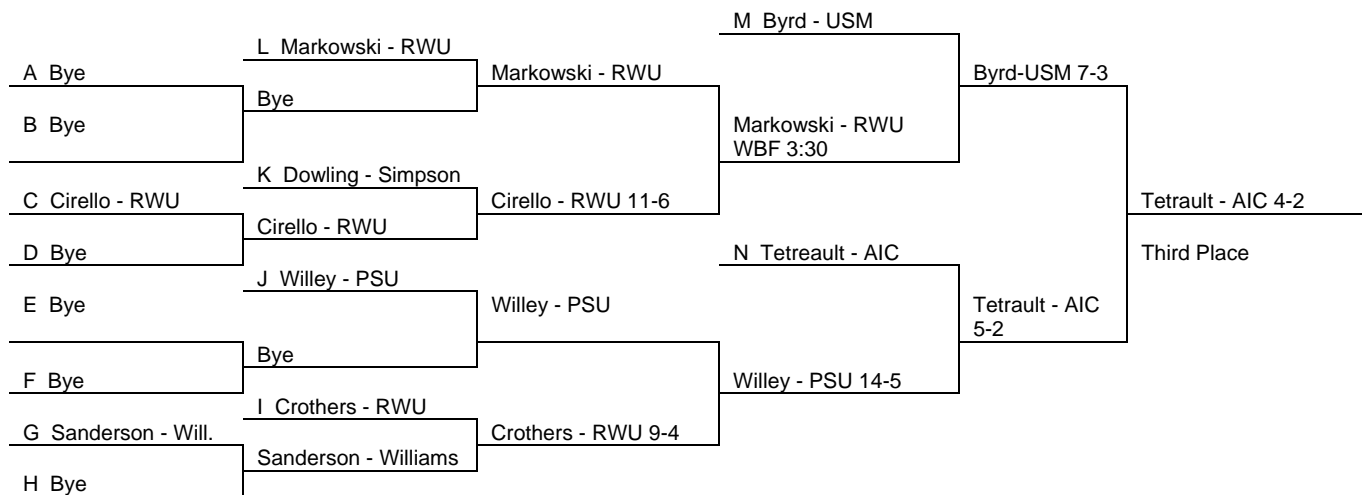 M Byrd - USM
L Markowski - RWU
A Bye
Markowski - RWU
Byrd-USM 7-3
Bye
B Bye
Markowski - RWU
WBF 3:30
K Dowling - Simpson
C Cirello - RWU
Cirello - RWU 11-6
Tetrault - AIC 4-2
Cirello - RWU
D Bye
N Tetreault - AIC
Third Place
J Willey - PSU
E Bye
Willey - PSU
Tetrault - AIC
5-2
Bye
F Bye
Willey - PSU 14-5
I Crothers - RWU
G Sanderson - Will.
Crothers - RWU 9-4
Sanderson - Williams
H Bye